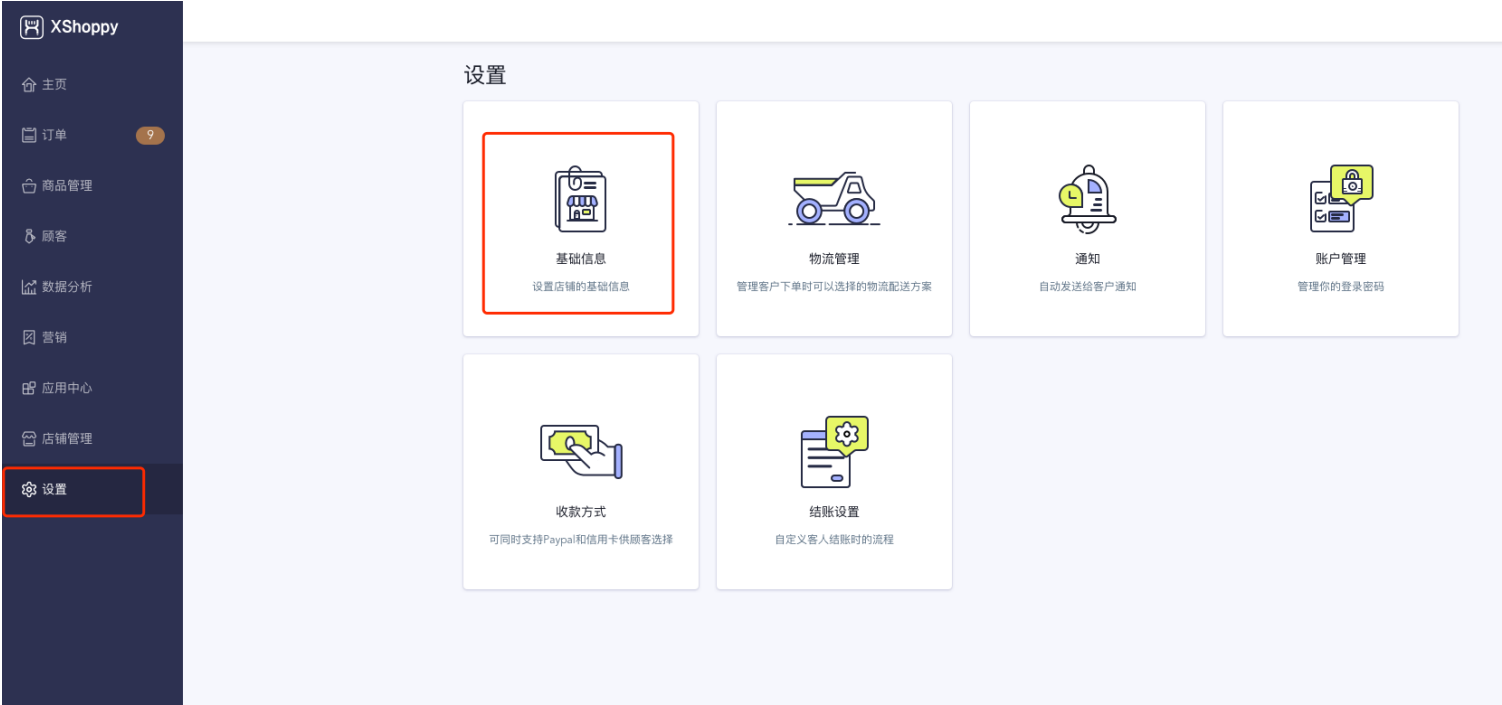 XShoppy
主页
订单 9
商品管理
顾客
数据分析
营销
应用中心
店铺管理
设置
设置
基础信息
设置店铺的基础信息
物流管理
管理客户下单时可以选择的物流配送方案
通知
自动发送给客户通知
账户管理
管理你的登录密码
收款方式
可同时支持Paypal和信用卡供顾客选择
结账设置
自定义客人结账时的流程